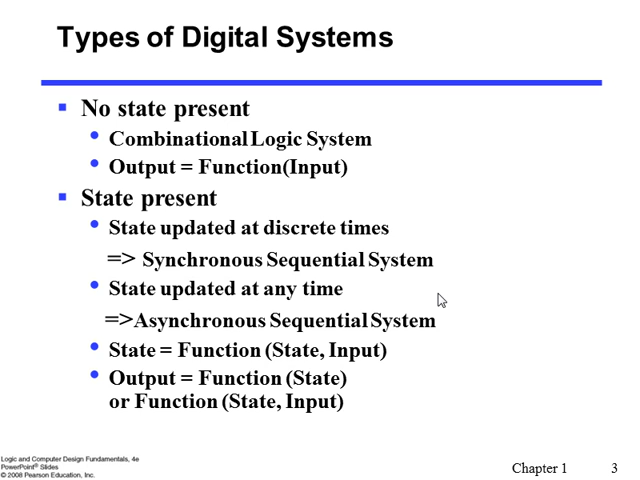 Types of Digital Systems
No state present
Combinational Logic System
Output = Function(Input)
State present
State updated at discrete times
=> Synchronous Sequential System
State updated at any time
=>Asynchronous Sequential System
State = Function (State, Input)
Output = Function (State)
or Function (State, Input)
Logic and Computer Design Fundamentals, 4e
PowerPoint® Slides
© 2008 Pearson Education, Inc.
Chapter 1 3